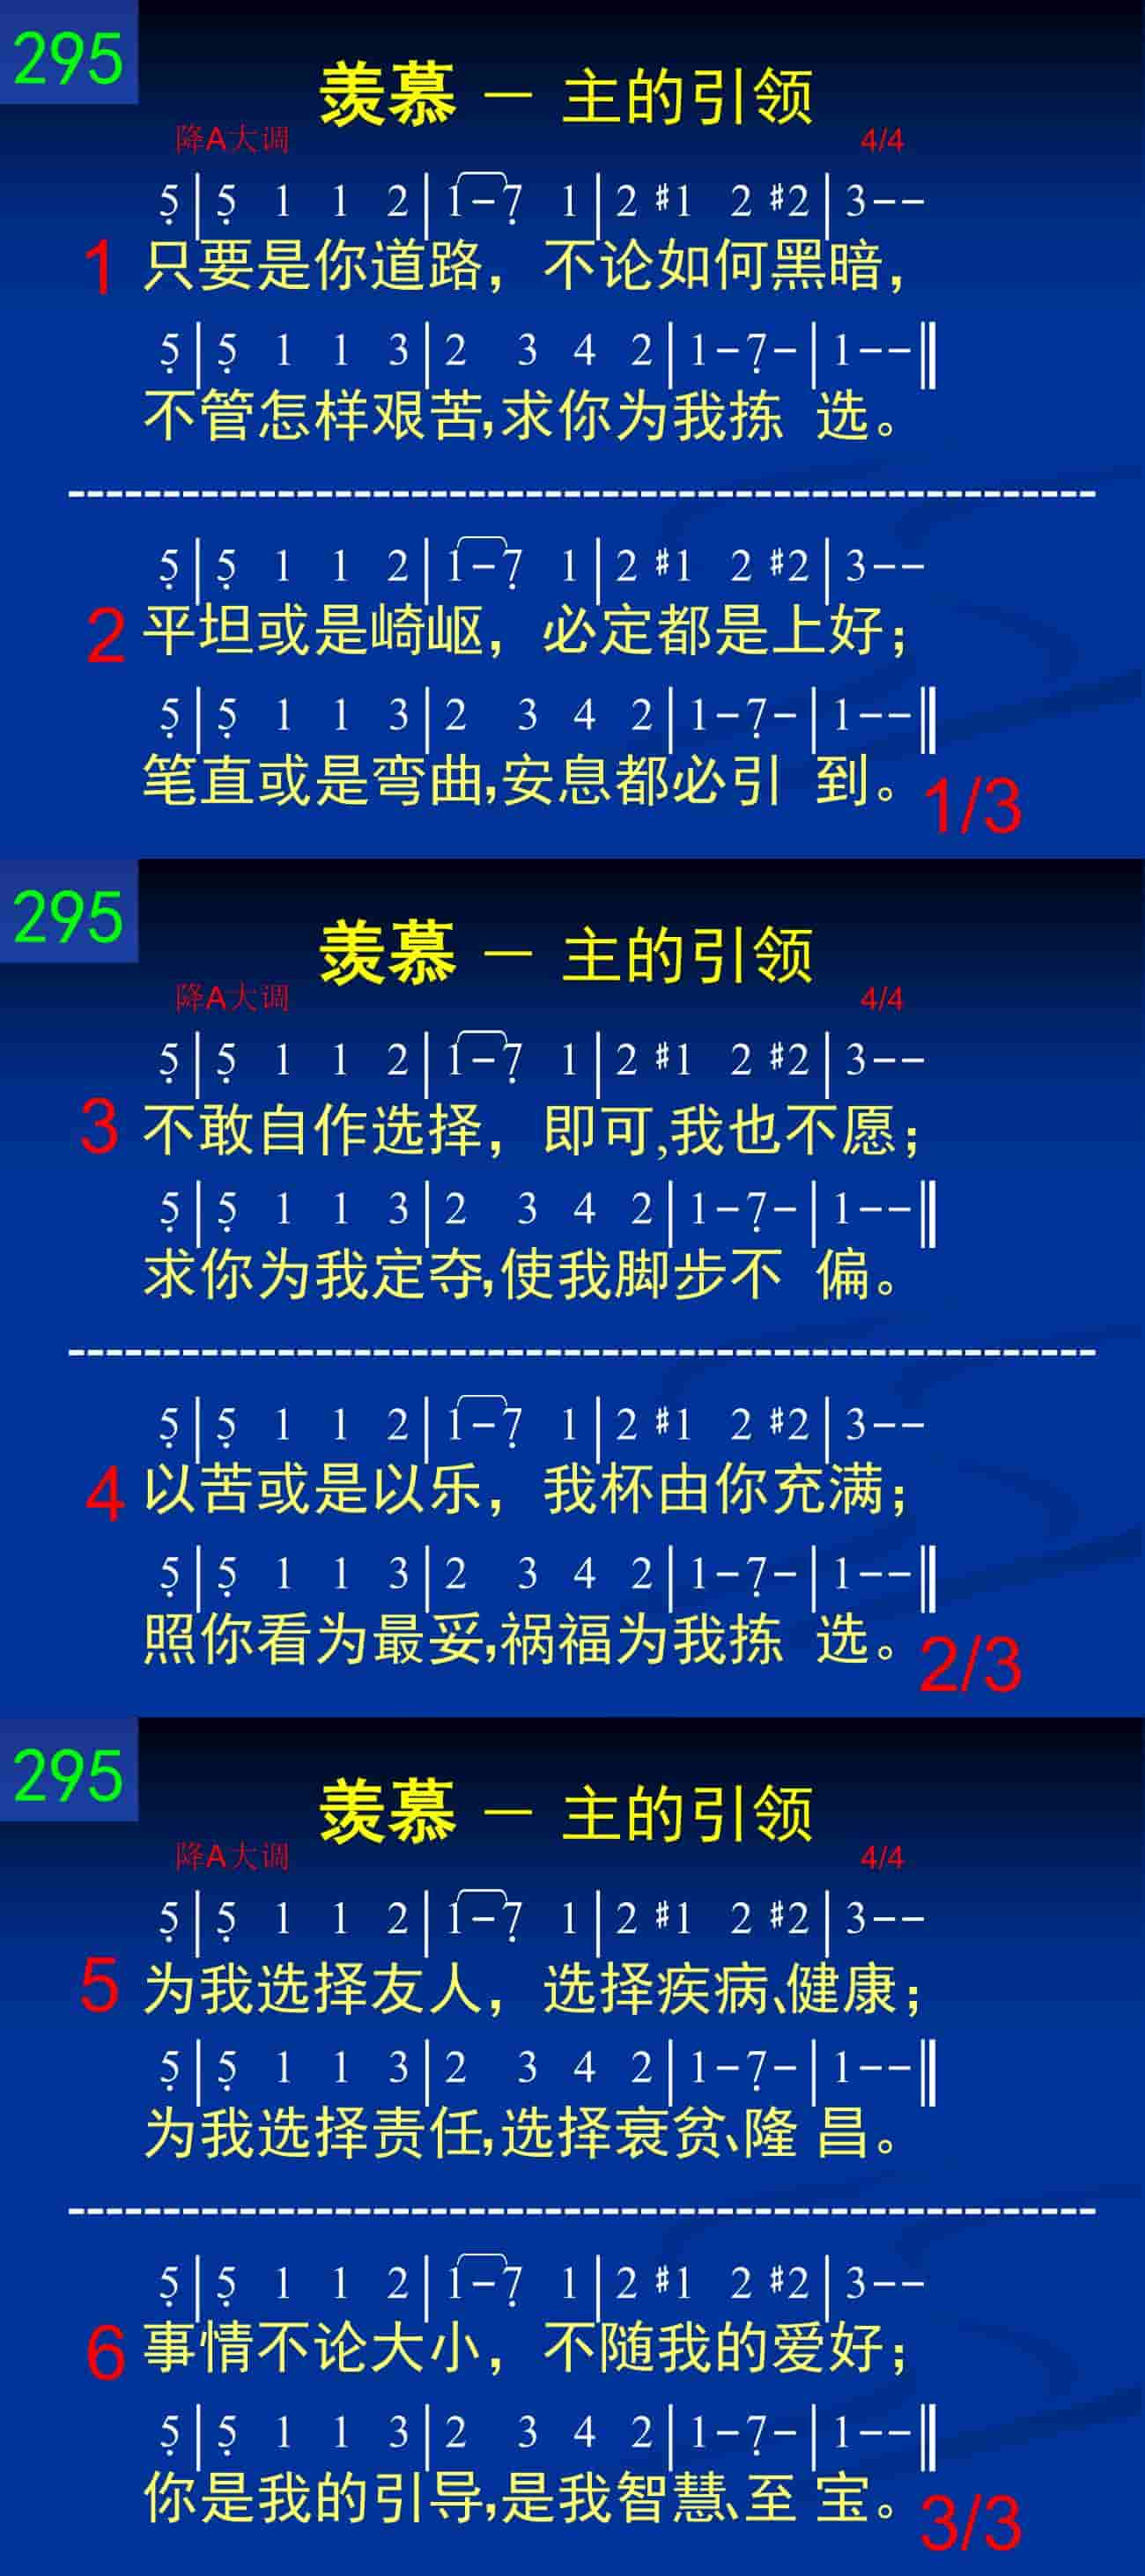 295
羡慕 — 主的引领
降A大调 4/4
5̣|5̣ 1 1 2|1-7̣ 1|2 #1 2 #2|3--
1 只要是你道路，不论如何黑暗，
5̣|5̣ 1 1 3|2 3 4 2|1-7̣-|1--‖
不管怎样艰苦,求你为我拣 选。
--------------------------------------------------------
5̣|5̣ 1 1 2|1-7̣ 1|2 #1 2 #2|3--
2 平坦或是崎岖，必定都是上好；
5̣|5̣ 1 1 3|2 3 4 2|1-7̣-|1--‖
笔直或是弯曲,安息都必引 到。
1/3
295
羡慕 — 主的引领
降A大调 4/4
5̣|5̣ 1 1 2|1-7̣ 1|2 #1 2 #2|3--
3 不敢自作选择，即可,我也不愿；
5̣|5̣ 1 1 3|2 3 4 2|1-7̣-|1--‖
求你为我定夺,使我脚步不 偏。
--------------------------------------------------------
5̣|5̣ 1 1 2|1-7̣ 1|2 #1 2 #2|3--
4 以苦或是以乐，我杯由你充满；
5̣|5̣ 1 1 3|2 3 4 2|1-7̣-|1--‖
照你看为最妥,祸福为我拣 选。
2/3
295
羡慕 — 主的引领
降A大调 4/4
5̣|5̣ 1 1 2|1-7̣ 1|2 #1 2 #2|3--
5 为我选择友人，选择疾病、健康；
5̣|5̣ 1 1 3|2 3 4 2|1-7̣-|1--‖
为我选择责任,选择衰贫、隆 昌。
--------------------------------------------------------
5̣|5̣ 1 1 2|1-7̣ 1|2 #1 2 #2|3--
6 事情不论大小，不随我的爱好；
5̣|5̣ 1 1 3|2 3 4 2|1-7̣-|1--‖
你是我的引导,是我智慧、至 宝。
3/3